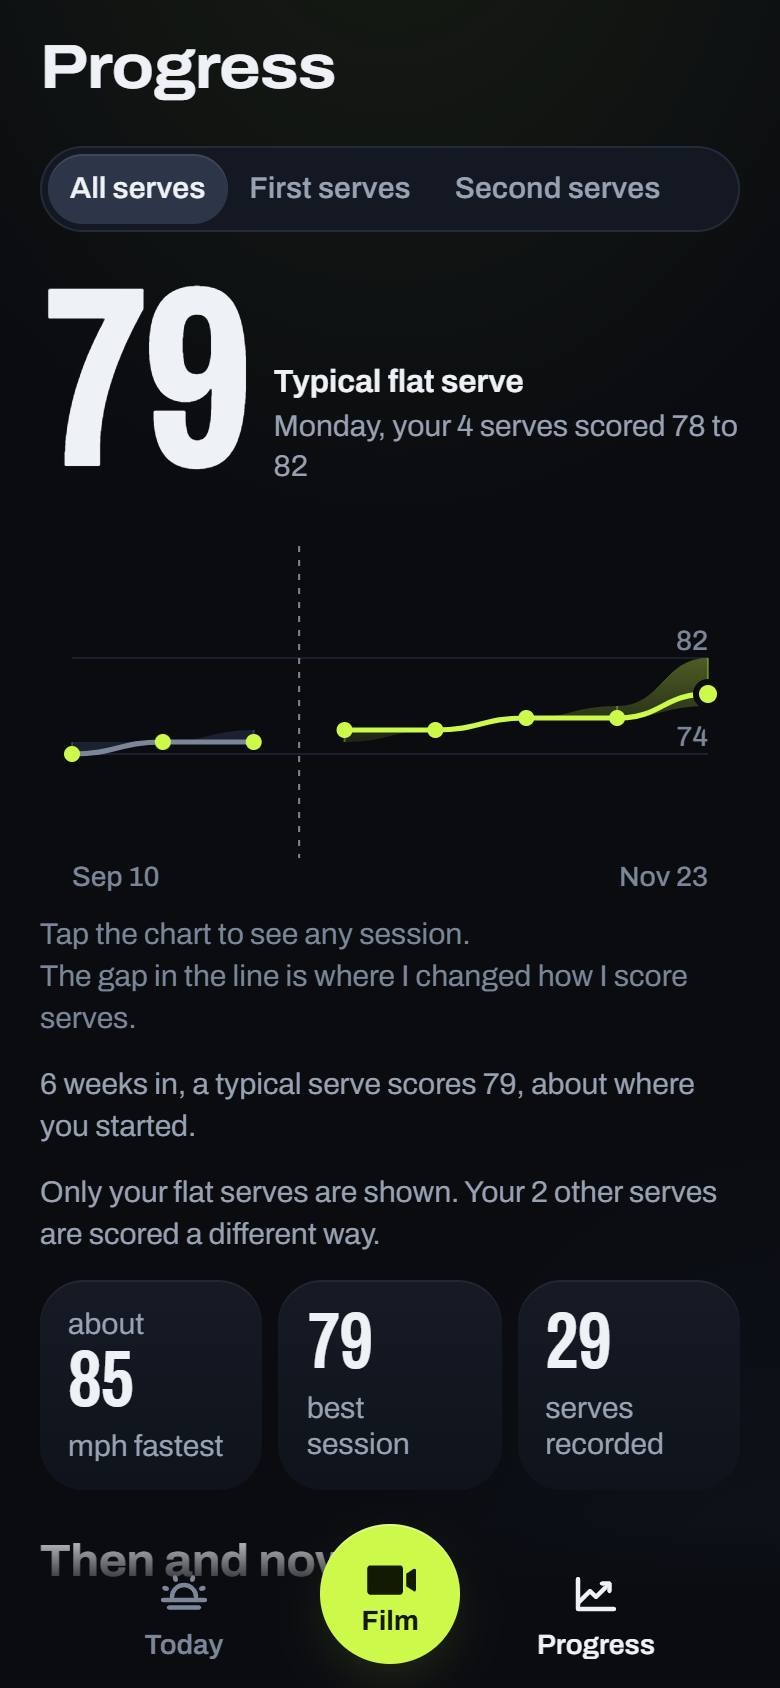 Progress
All serves
First serves
Second serves
79
Typical flat serve
Monday, your 4 serves scored 78 to
82
82
74
Sep 10
Nov 23
Tap the chart to see any session.
The gap in the line is where I changed how I score
serves.
6 weeks in, a typical serve scores 79, about where
you started.
Only your flat serves are shown. Your 2 other serves
are scored a different way.
about
85
mph fastest
79
best
session
29
serves
recorded
Then and now
Film
Today
Progress